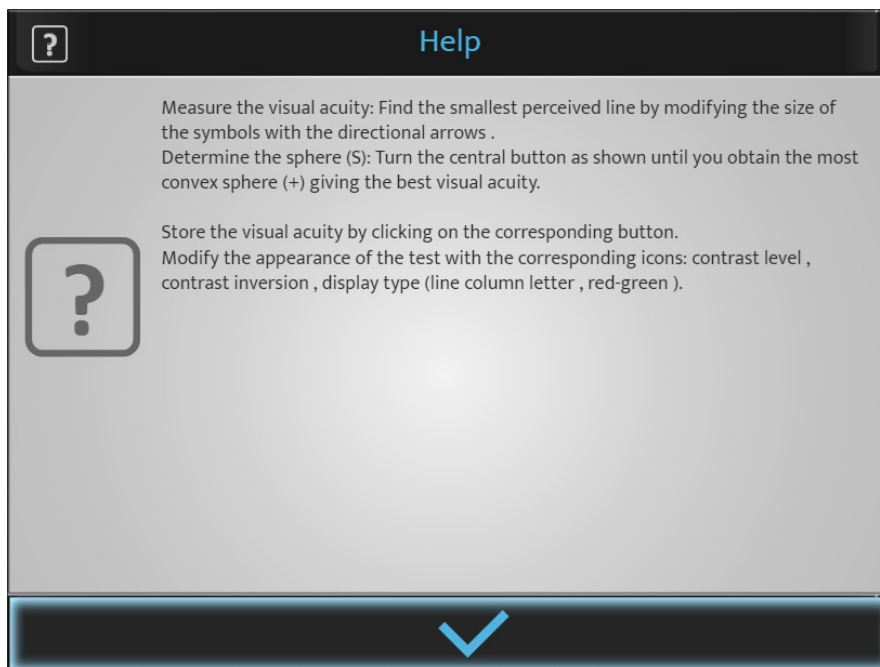 ?
Help
Measure the visual acuity: Find the smallest perceived line by modifying the size of
the symbols with the directional arrows .
Determine the sphere (S): Turn the central button as shown until you obtain the most
convex sphere (+) giving the best visual acuity.
Store the visual acuity by clicking on the corresponding button.
?
Modify the appearance of the test with the corresponding icons: contrast level ,
contrast inversion , display type (line column letter , red-green ).